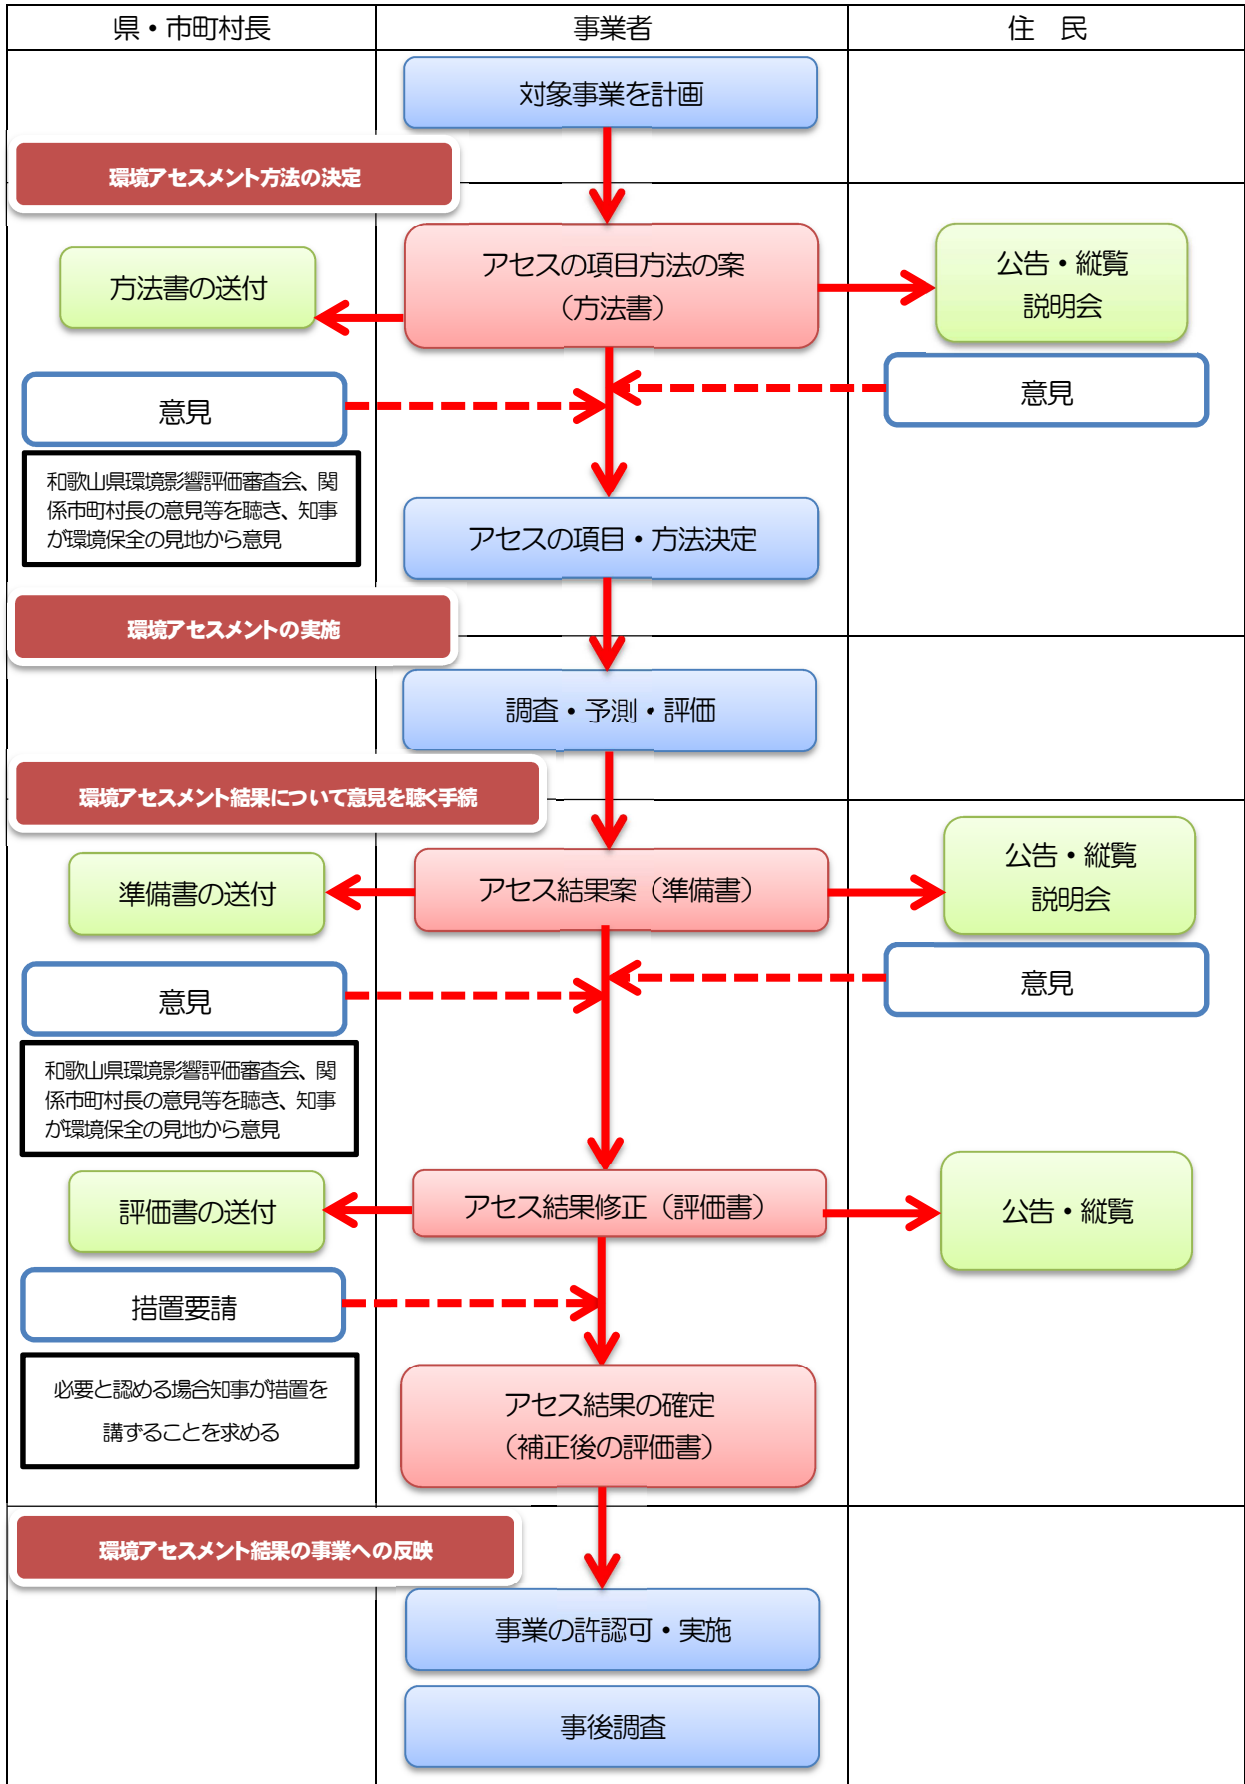 県・市町村長
事業者
住　民
対象事業を計画
環境アセスメント方法の決定
方法書の送付
アセスの項目方法の案
（方法書）
公告・縦覧
説明会
意見
意見
和歌山県環境影響評価審査会、関
係市町村長の意見等を聴き、知事
が環境保全の見地から意見
アセスの項目・方法決定
環境アセスメントの実施
調査・予測・評価
環境アセスメント結果について意見を聴く手続
準備書の送付
アセス結果案（準備書）
公告・縦覧
説明会
意見
意見
和歌山県環境影響評価審査会、関
係市町村長の意見等を聴き、知事
が環境保全の見地から意見
評価書の送付
アセス結果修正（評価書）
公告・縦覧
措置要請
必要と認める場合知事が措置を
講ずることを求める
アセス結果の確定
（補正後の評価書）
環境アセスメント結果の事業への反映
事業の許認可・実施
事後調査